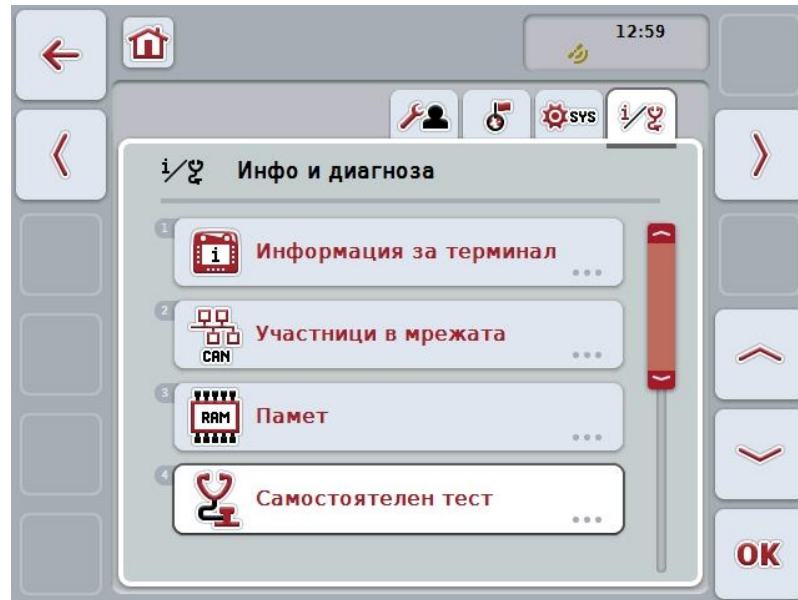 12:59
SYS
i/
i/ Инфо и диагноза
1
i
Информация за терминал
2
CAN
Участници в мрежата
3
RAM
Памет
4
Самостоятелен тест
OK